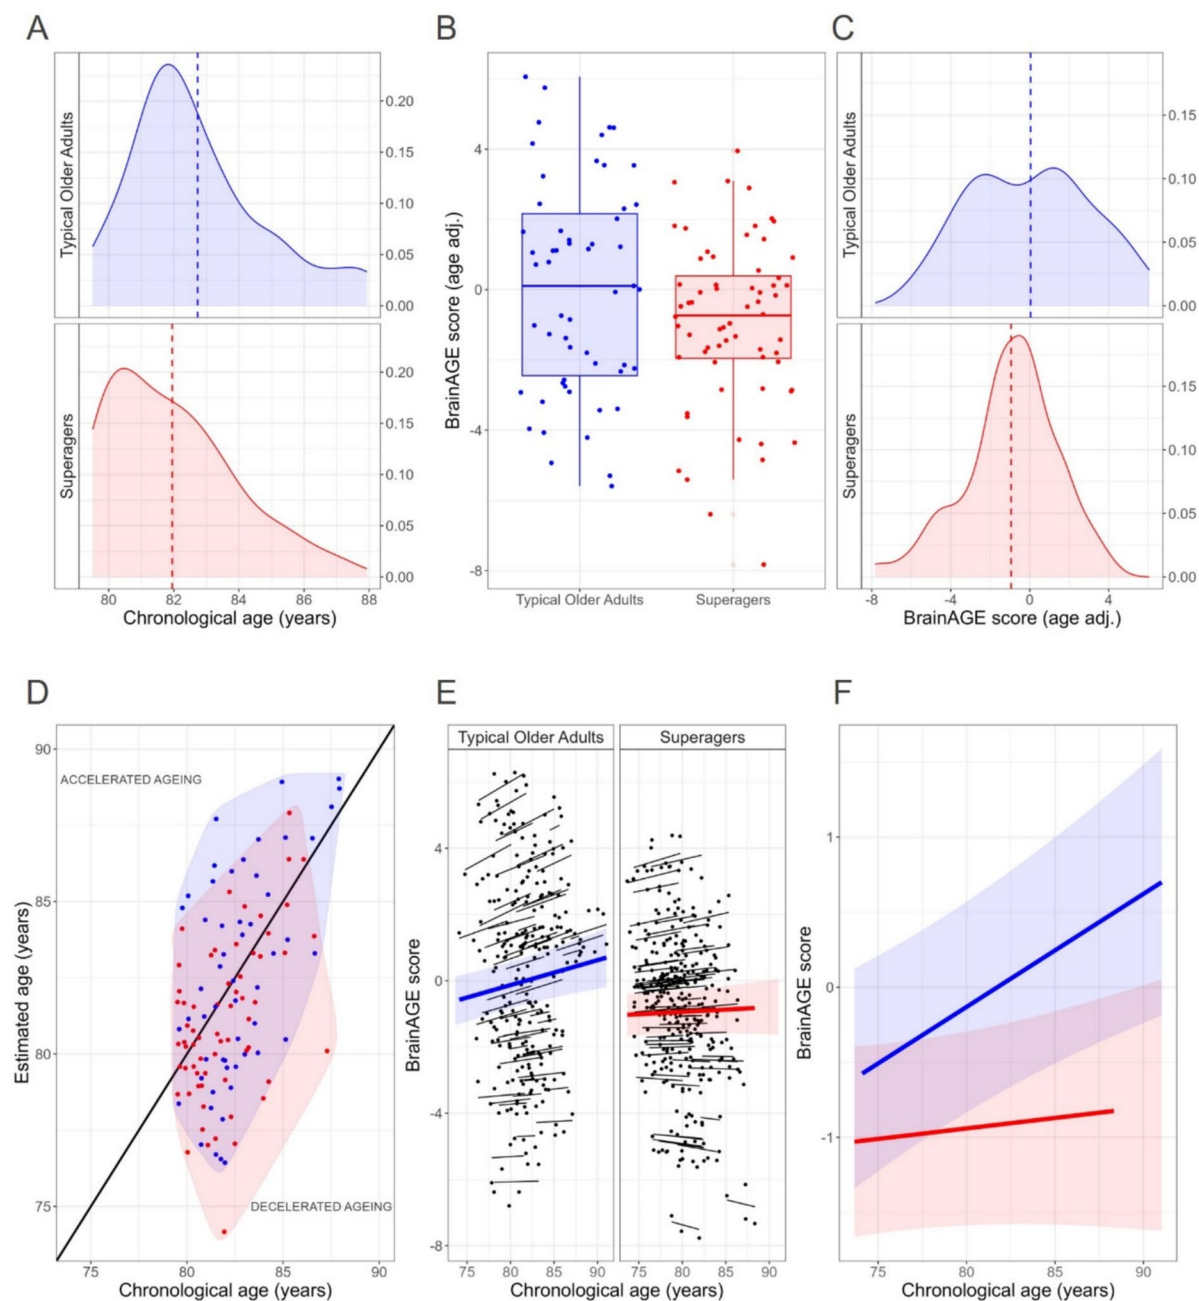 A
B
C
Typical Older Adults
0.20
0.15
0.10
0.05
0.00
Superagers
0.20
0.15
0.10
0.05
0.00
80 82 84 86 88
Chronological age (years)
BrainAGE score (age adj.)
4
0
-4
-8
Typical Older Adults Superagers
Typical Older Adults
0.15
0.10
0.05
0.00
Superagers
0.15
0.10
0.05
0.00
-8 -4 0 4
BrainAGE score (age adj.)
D
E
F
Estimated age (years)
90
85
80
75
ACCELERATED AGEING
DECELERATED AGEING
75 80 85 90
Chronological age (years)
Typical Older Adults Superagers
BrainAGE score
4
0
-4
-8
75 80 85 90 75 80 85 90
Chronological age (years)
BrainAGE score
1
0
-1
75 80 85 90
Chronological age (years)